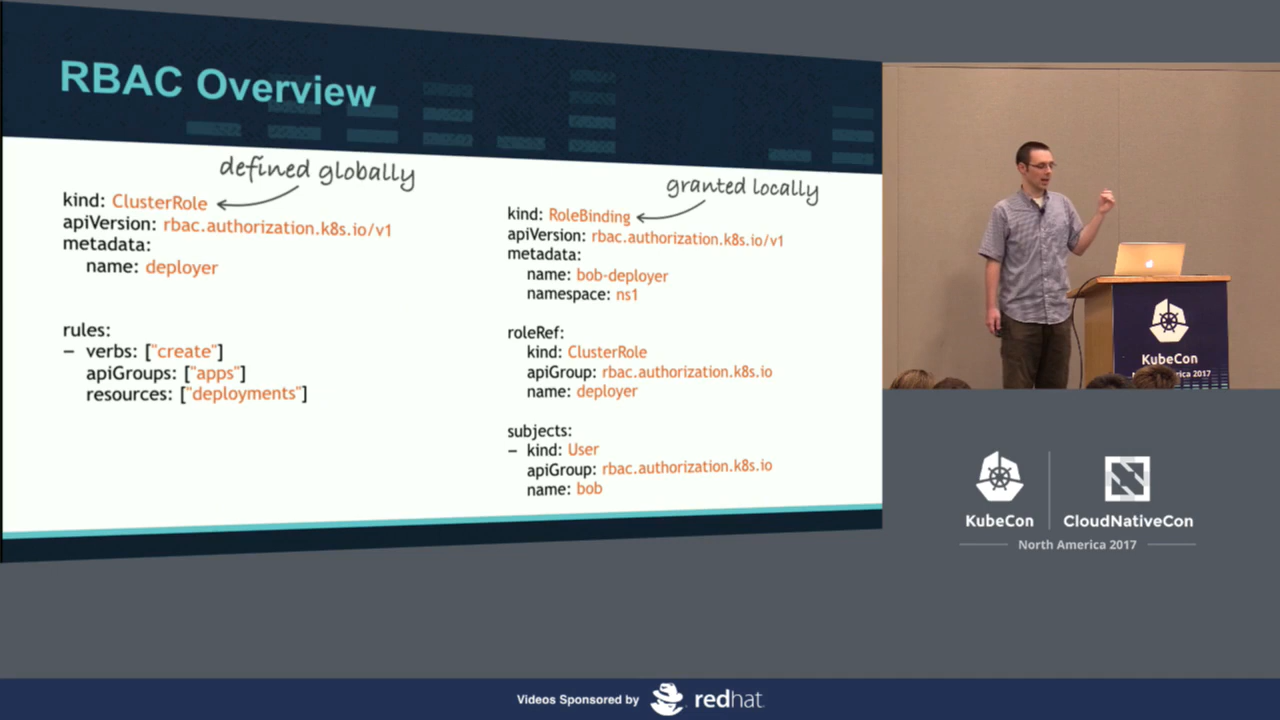 RBAC Overview
defined globally
kind: ClusterRole
apiVersion: rbac.authorization.k8s.io/v1
metadata:
name: deployer
rules:
– verbs: ["create"]
apiGroups: ["apps"]
resources: ["deployments"]
granted locally
kind: RoleBinding
apiVersion: rbac.authorization.k8s.io/v1
metadata:
name: bob-deployer
namespace: ns1
roleRef:
kind: ClusterRole
apiGroup: rbac.authorization.k8s.io
name: deployer
subjects:
– kind: User
apiGroup: rbac.authorization.k8s.io
name: bob
KubeCon
America 2017
KubeCon
CloudNativeCon
North America 2017
Videos Sponsored by
redhat